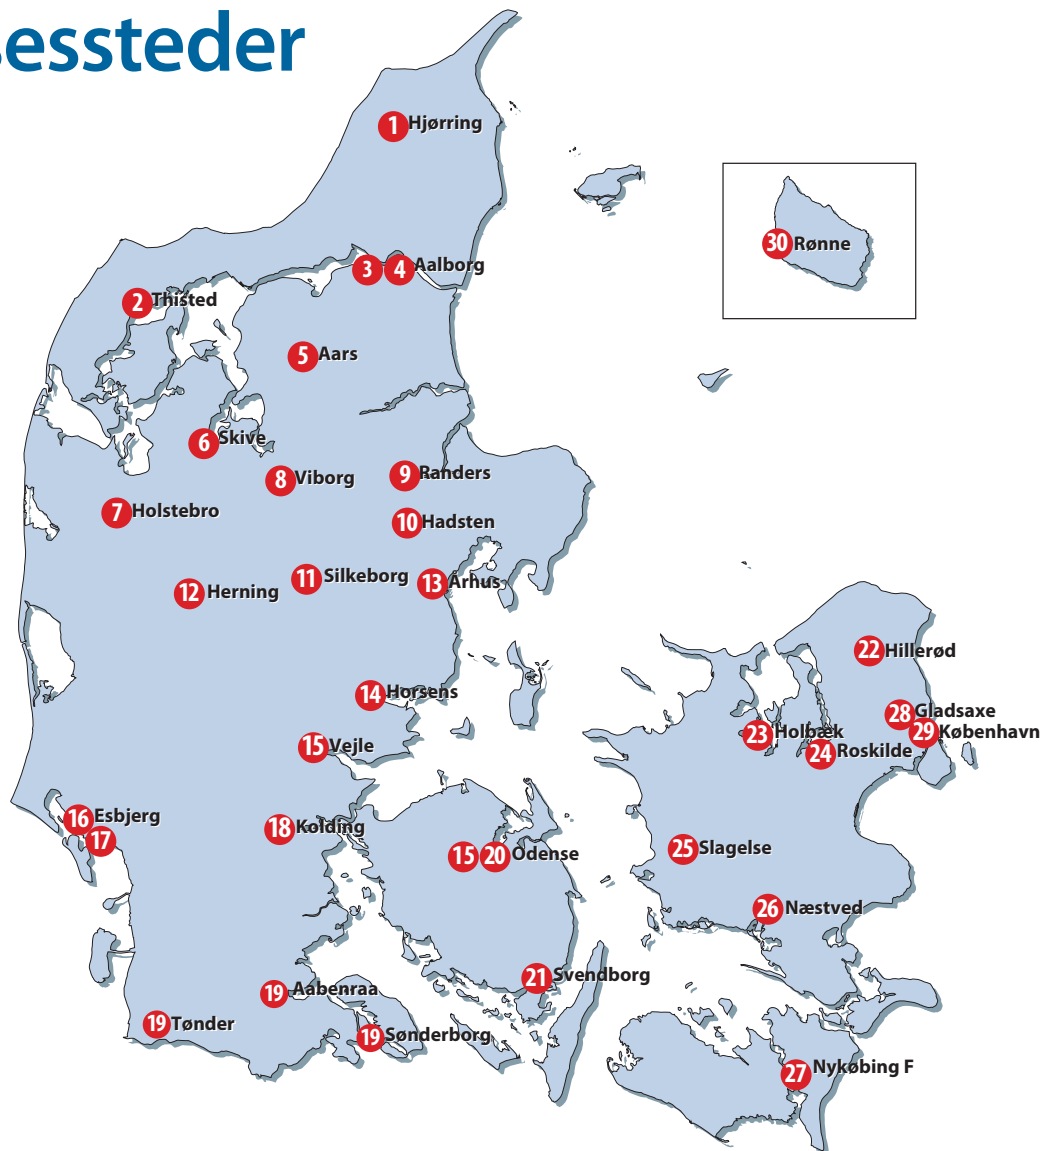 essteder
1 Hjørring
30 Rønne
3 4 Aalborg
2 Thisted
5 Aars
6 Skive
8 Viborg
9 Randers
7 Holstebro
10 Hadsten
11 Silkeborg
13 Århus
12 Herning
22 Hillerød
14 Horsens
28 Gladsaxe
23 Holbæk
29 København
15 Vejle
24 Roskilde
16 Esbjerg
17
18 Kolding
25 Slagelse
15 20 Odense
26 Næstved
21 Svendborg
19 Aabenraa
19 Tønder
19 Sønderborg
27 Nykøbing F